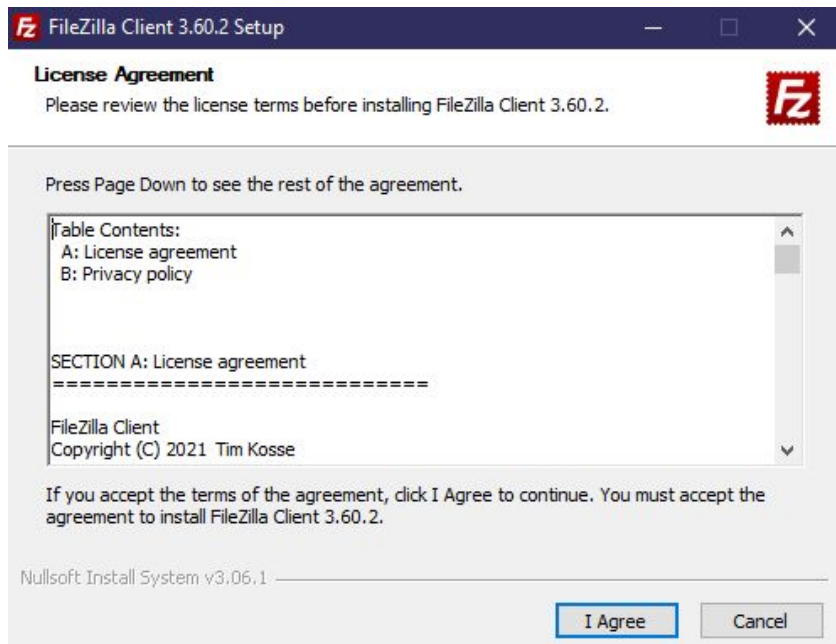 FileZilla Client 3.60.2 Setup
License Agreement
Please review the license terms before installing FileZilla Client 3.60.2.
Fz
Press Page Down to see the rest of the agreement.
Table Contents:
A: License agreement
B: Privacy policy
SECTION A: License agreement
============================
FileZilla Client
Copyright (C) 2021 Tim Kosse
If you accept the terms of the agreement, click I Agree to continue. You must accept the
agreement to install FileZilla Client 3.60.2.
Nullsoft Install System v3.06.1
I Agree
Cancel